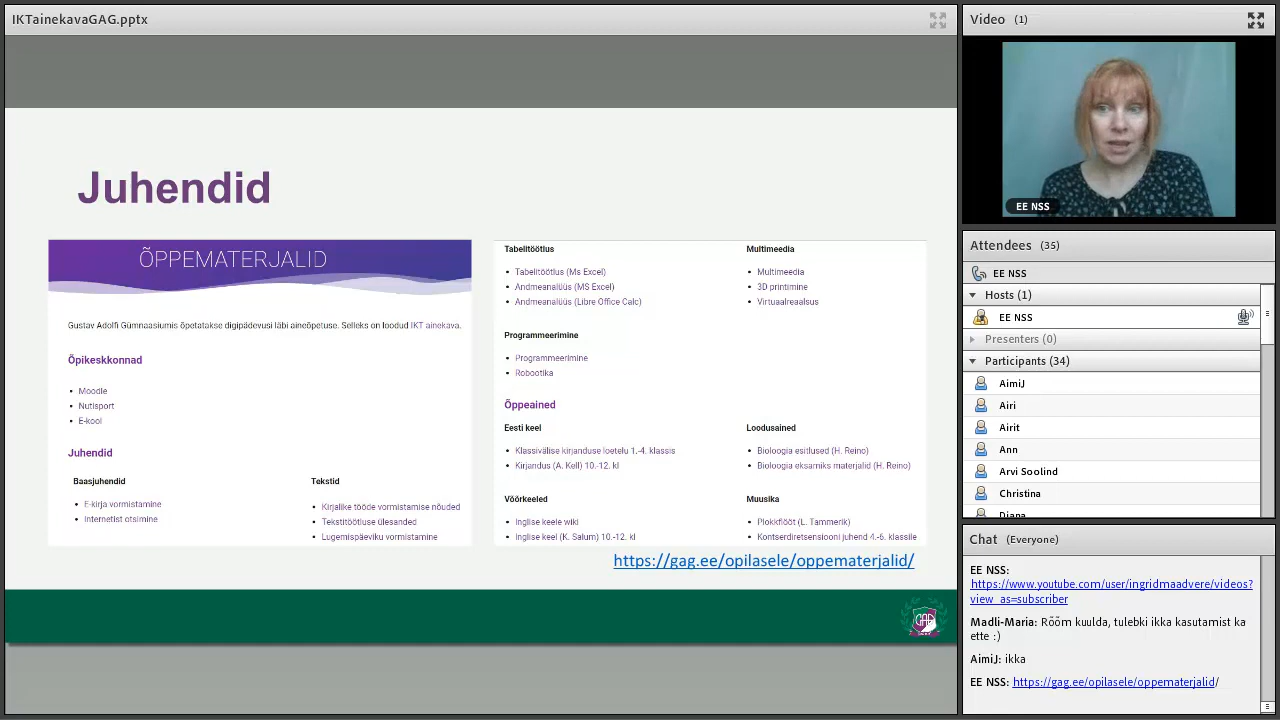 IKTainekavaGAG.pptx
Juhendid
ÕPPEMATERJALID
Gustav Adolfi Gümnaasiumis õpetatakse digipädevusi läbi aineõpetuse. Selleks on loodud IKT ainekava.
Õpikeskkonnad
Moodle
Nutisport
E-kool
Juhendid
Baasjuhendid
E-kirja vormistamine
Internetist otsimine
Tekstid
Kirjalike tööde vormistamise nõuded
Tekstitöötluse ülesanded
Lugemispäeviku vormistamine
Tabelitöötlus
Tabelitöötlus (Ms Excel)
Andmeanalüüs (MS Excel)
Andmeanalüüs (Libre Office Calc)
Multimeedia
Multimeedia
3D printimine
Virtuaalreaalsus
Programmeerimine
Programmeerimine
Robootika
Õppeained
Eesti keel
Klassivälise kirjanduse loetelu 1.-4. klassis
Kirjandus (A. Kell) 10.-12. kl
Loodusained
Bioloogia esitlused (H. Reino)
Bioloogia eksamiks materjalid (H. Reino)
Võõrkeeled
Inglise keele wiki
Inglise keel (K. Salum) 10.-12. kl
Muusika
Plokkflööt (L. Tammerik)
Kontserdiretsensiooni juhend 4.-6. klassile
https://gag.ee/opilasele/oppematerjalid/
GAG
Video (1)
EE NSS
Attendees (35)
EE NSS
Hosts (1)
EE NSS
Presenters (0)
Participants (34)
AimiJ
Airi
Airit
Ann
Arvi Soolind
Christina
Diana
Chat (Everyone)
EE NSS:
https://www.youtube.com/user/ingridmaadvere/videos?
view_as=subscriber
Madli-Maria: Rõõm kuulda, tulebki ikka kasutamist ka
ette :)
AimiJ: ikka
EE NSS: https://gag.ee/opilasele/oppematerjalid/